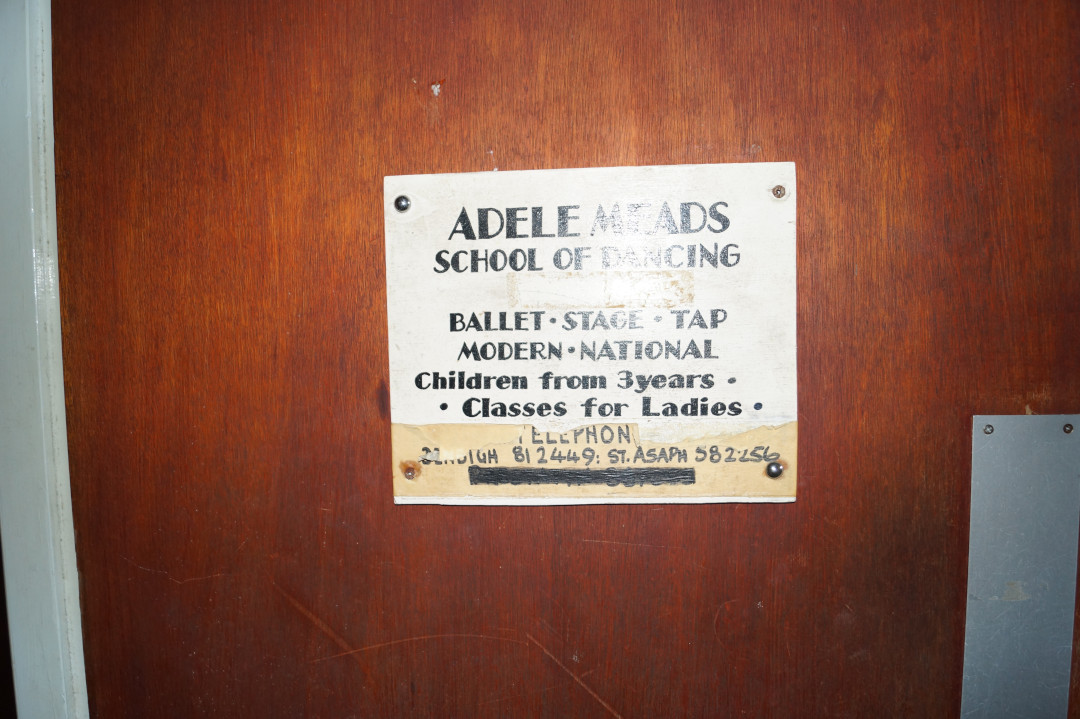 ADELE MEADS
SCHOOL OF DANCING
BALLET · STAGE · TAP
MODERN · NATIONAL
Children from 3years ·
· Classes for Ladies ·
TELEPHON
812449: ST. ASAPH 582256